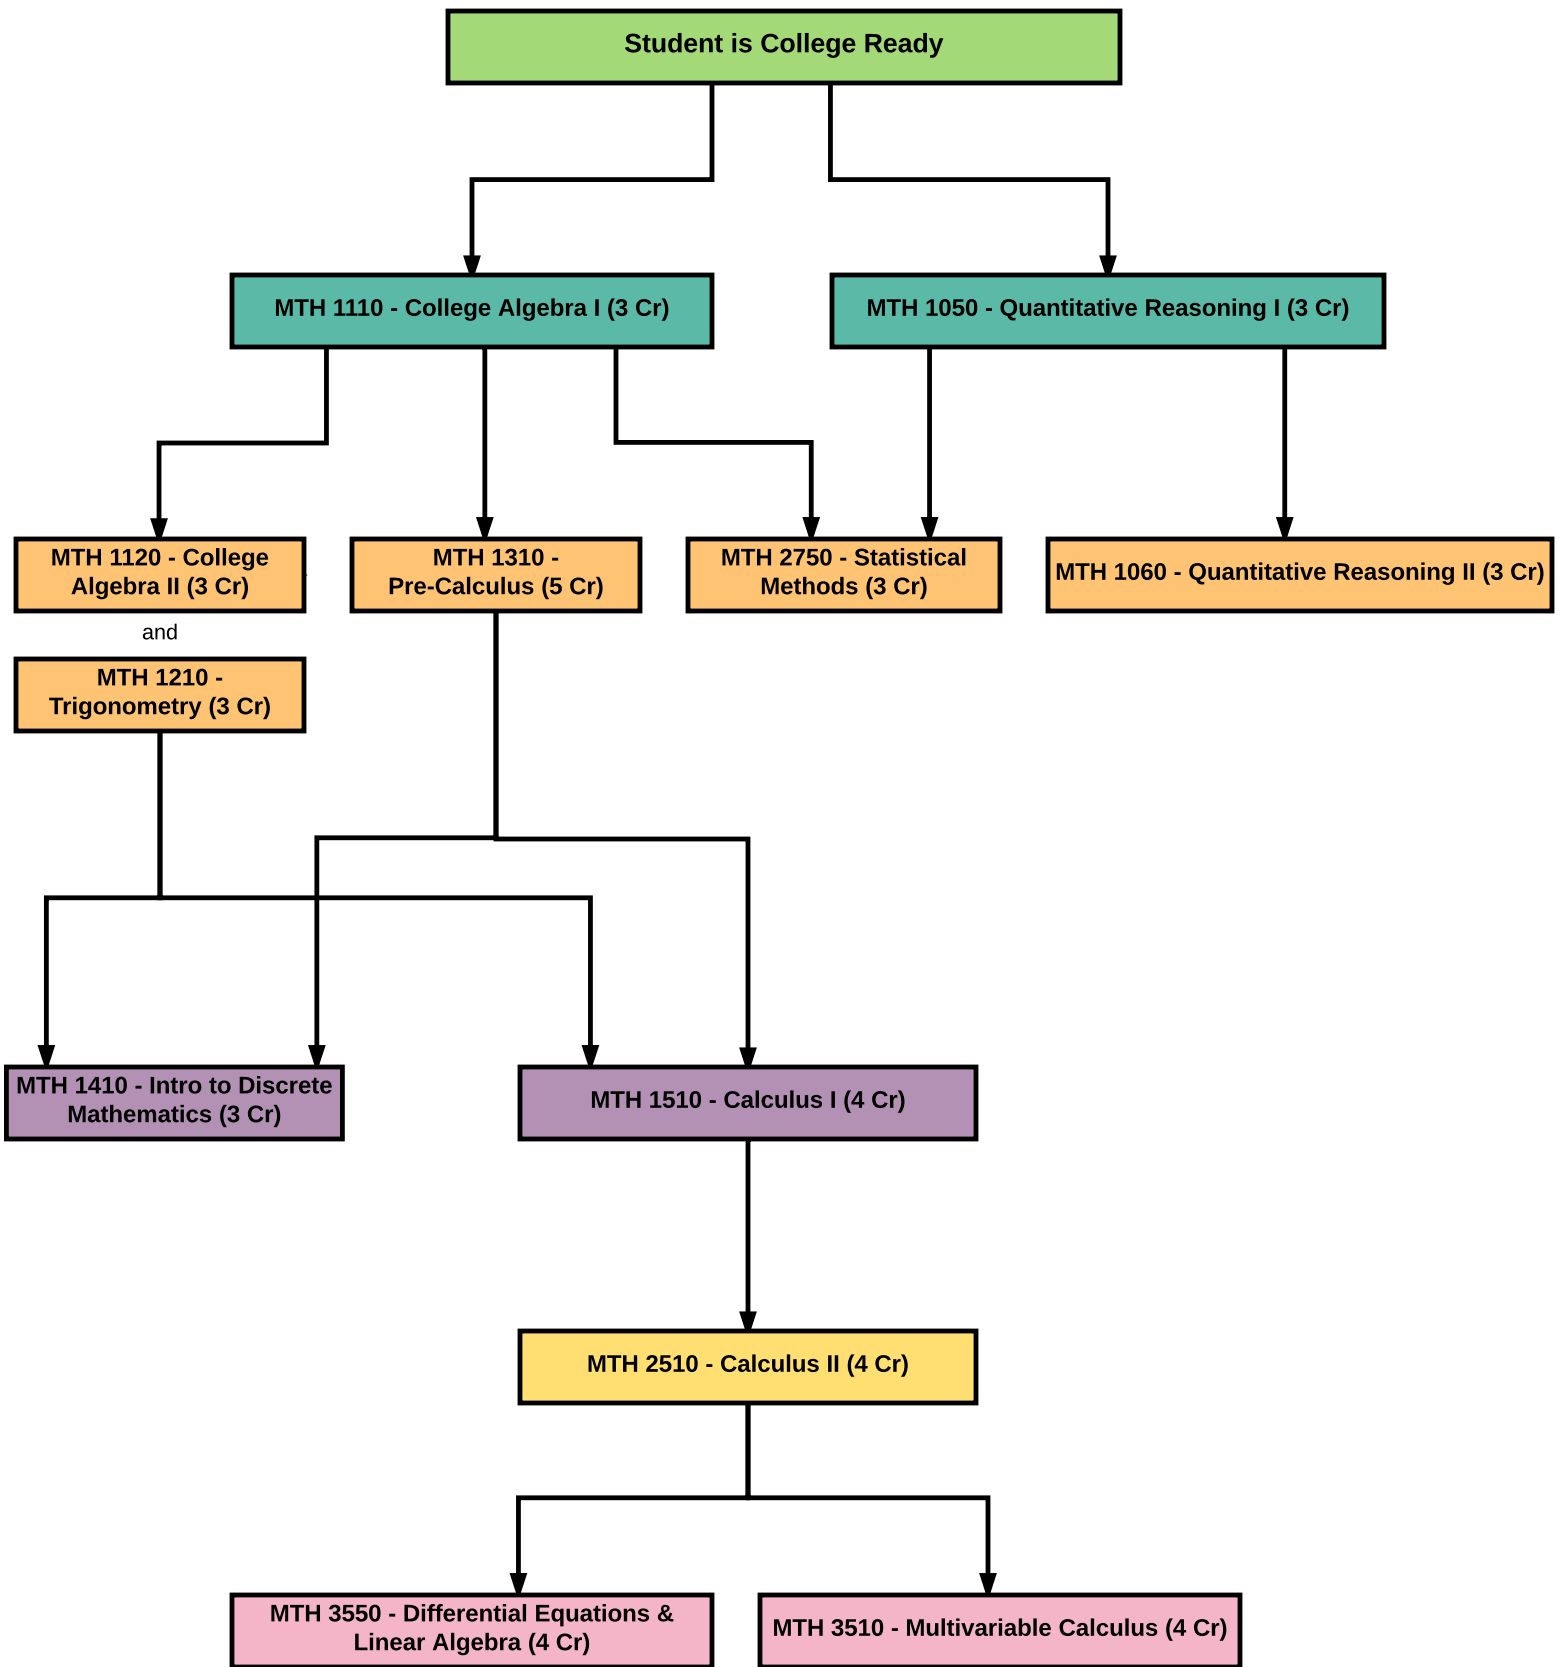 Student is College Ready
MTH 1110 - College Algebra I (3 Cr)
MTH 1050 - Quantitative Reasoning I (3 Cr)
MTH 1120 - College
Algebra II (3 Cr)
MTH 1310 -
Pre-Calculus (5 Cr)
MTH 2750 - Statistical
Methods (3 Cr)
MTH 1060 - Quantitative Reasoning II (3 Cr)
and
MTH 1210 -
Trigonometry (3 Cr)
MTH 1410 - Intro to Discrete
Mathematics (3 Cr)
MTH 1510 - Calculus I (4 Cr)
MTH 2510 - Calculus II (4 Cr)
MTH 3550 - Differential Equations &
Linear Algebra (4 Cr)
MTH 3510 - Multivariable Calculus (4 Cr)